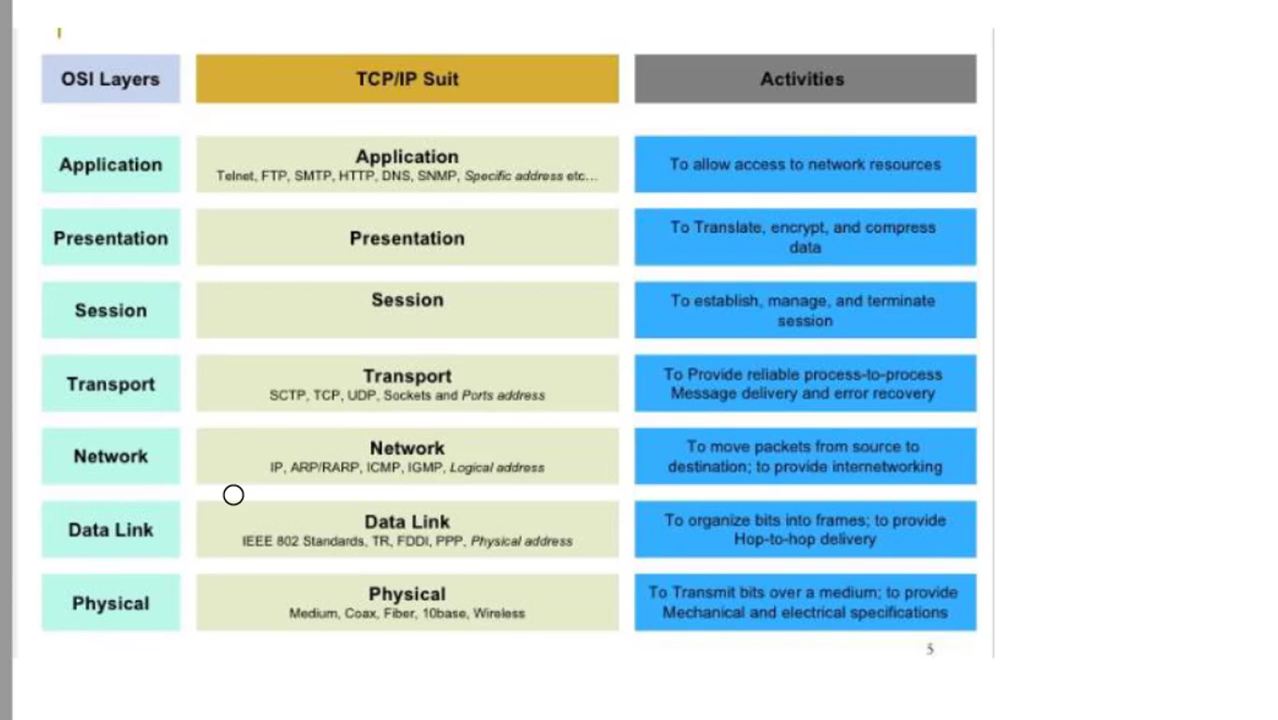 OSI Layers
TCP/IP Suit
Activities
Application
Application
Telnet, FTP, SMTP, HTTP, DNS, SNMP, Specific address etc...
To allow access to network resources
Presentation
Presentation
To Translate, encrypt, and compress
data
Session
Session
To establish, manage, and terminate
session
Transport
Transport
SCTP, TCP, UDP, Sockets and Ports address
To Provide reliable process-to-process
Message delivery and error recovery
Network
Network
IP, ARP/RARP, ICMP, IGMP, Logical address
To move packets from source to
destination; to provide internetworking
Data Link
Data Link
IEEE 802 Standards, TR, FDDI, PPP, Physical address
To organize bits into frames; to provide
Hop-to-hop delivery
Physical
Physical
Medium, Coax, Fiber, 10base, Wireless
To Transmit bits over a medium; to provide
Mechanical and electrical specifications
5